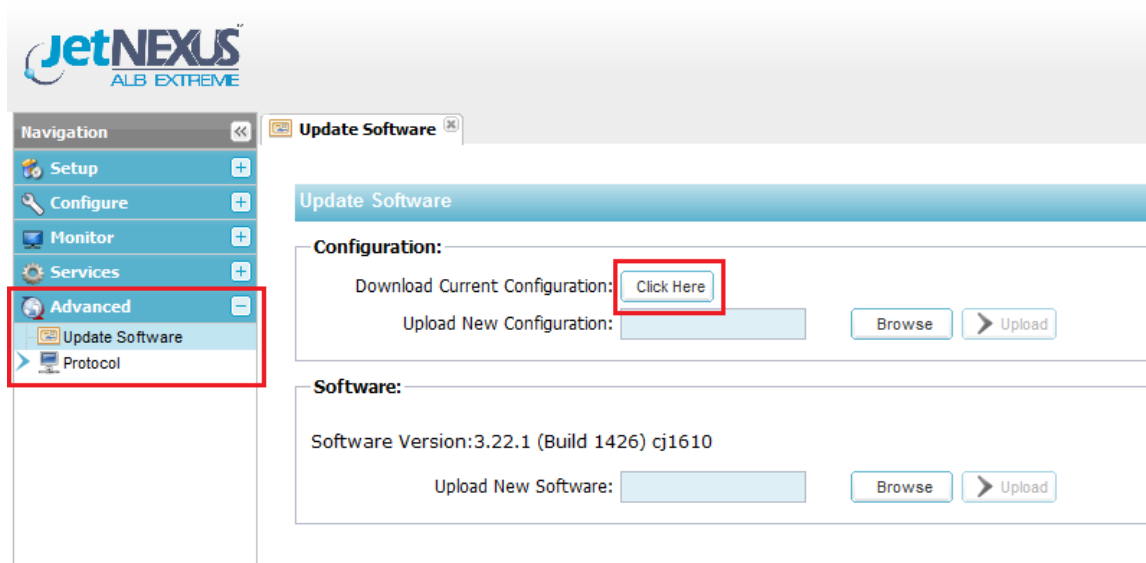 jetNEXUS
ALB EXTREME
Navigation
Update Software
Setup
Configure
Monitor
Services
Advanced
Update Software
Protocol
Update Software
Configuration:
Download Current Configuration: Click Here
Upload New Configuration: Browse Upload
Software:
Software Version:3.22.1 (Build 1426) cj1610
Upload New Software: Browse Upload